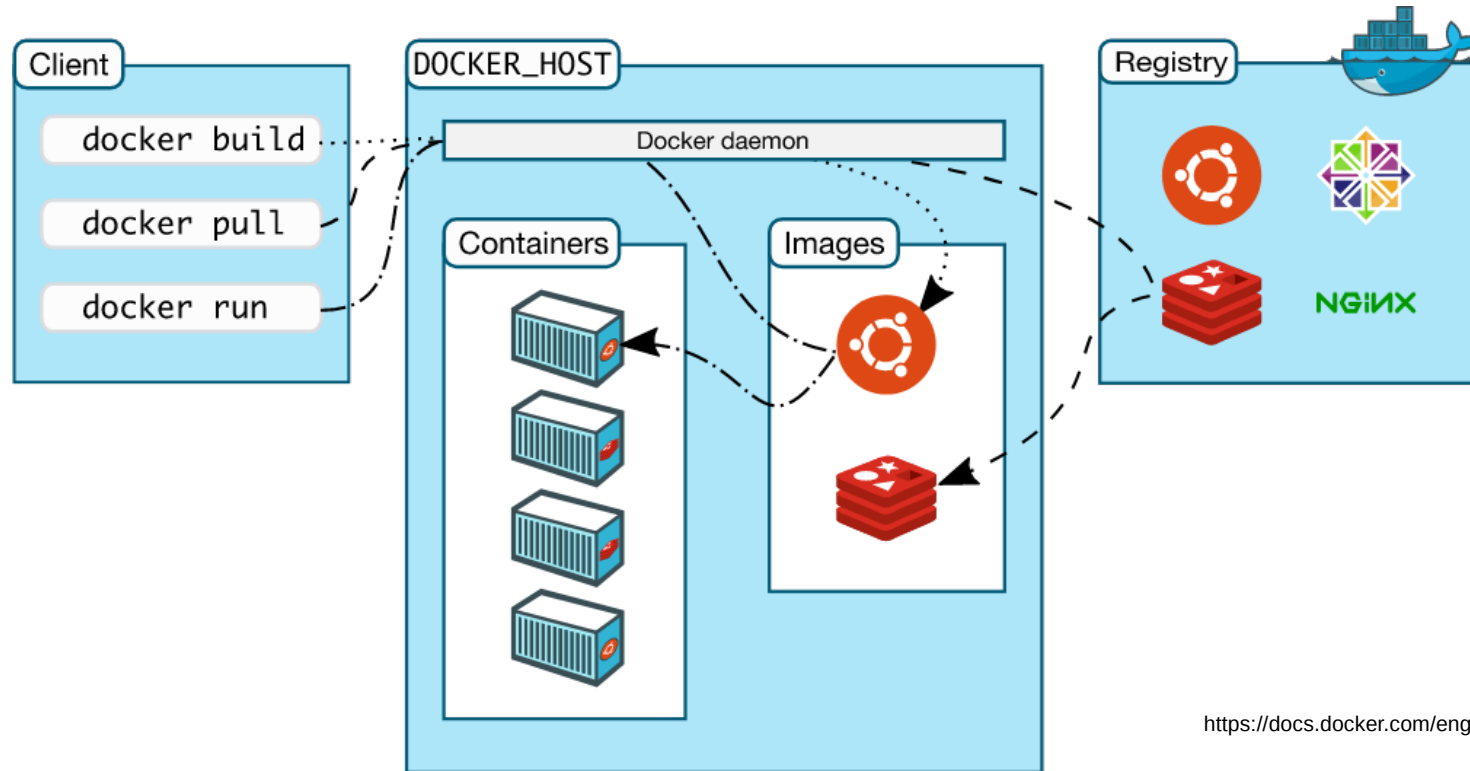 Client
docker build
docker pull
docker run
DOCKER_HOST
Docker daemon
Containers
Images
Registry
NGiNX
https://docs.docker.com/eng